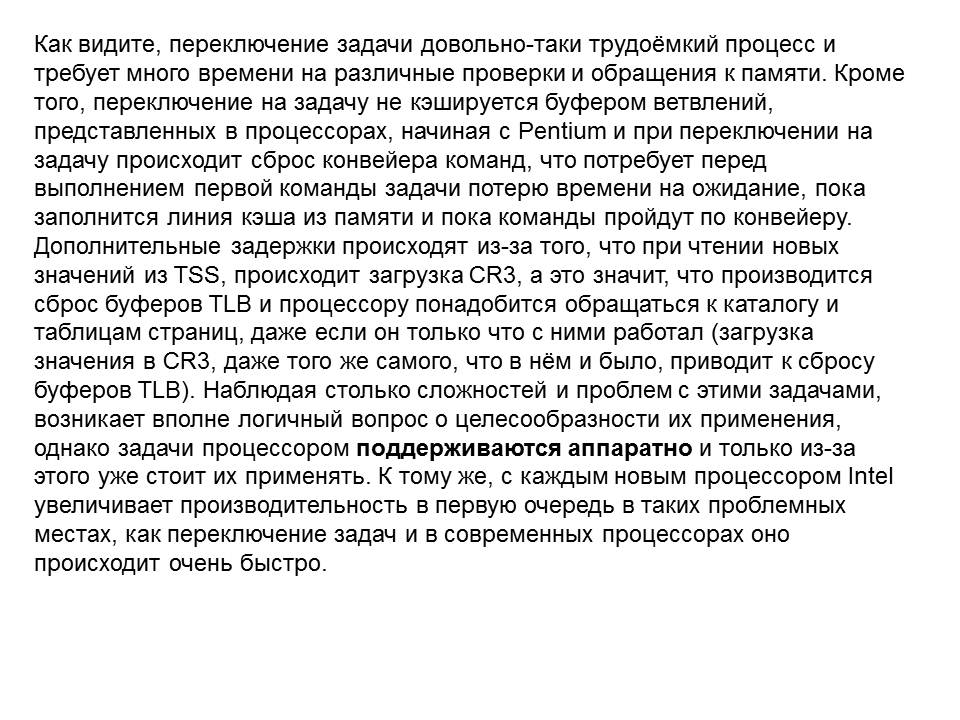 Как видите, переключение задачи довольно-таки трудоёмкий процесс и
требует много времени на различные проверки и обращения к памяти. Кроме
того, переключение на задачу не кэшируется буфером ветвлений,
представленных в процессорах, начиная с Pentium и при переключении на
задачу происходит сброс конвейера команд, что потребует перед
выполнением первой команды задачи потерю времени на ожидание, пока
заполнится линия кэша из памяти и пока команды пройдут по конвейеру.
Дополнительные задержки происходят из-за того, что при чтении новых
значений из TSS, происходит загрузка CR3, а это значит, что производится
сброс буферов TLB и процессору понадобится обращаться к каталогу и
таблицам страниц, даже если он только что с ними работал (загрузка
значения в CR3, даже того же самого, что в нём и было, приводит к сбросу
буферов TLB). Наблюдая столько сложностей и проблем с этими задачами,
возникает вполне логичный вопрос о целесообразности их применения,
однако задачи процессором поддерживаются аппаратно и только из-за
этого уже стоит их применять. К тому же, с каждым новым процессором Intel
увеличивает производительность в первую очередь в таких проблемных
местах, как переключение задач и в современных процессорах оно
происходит очень быстро.